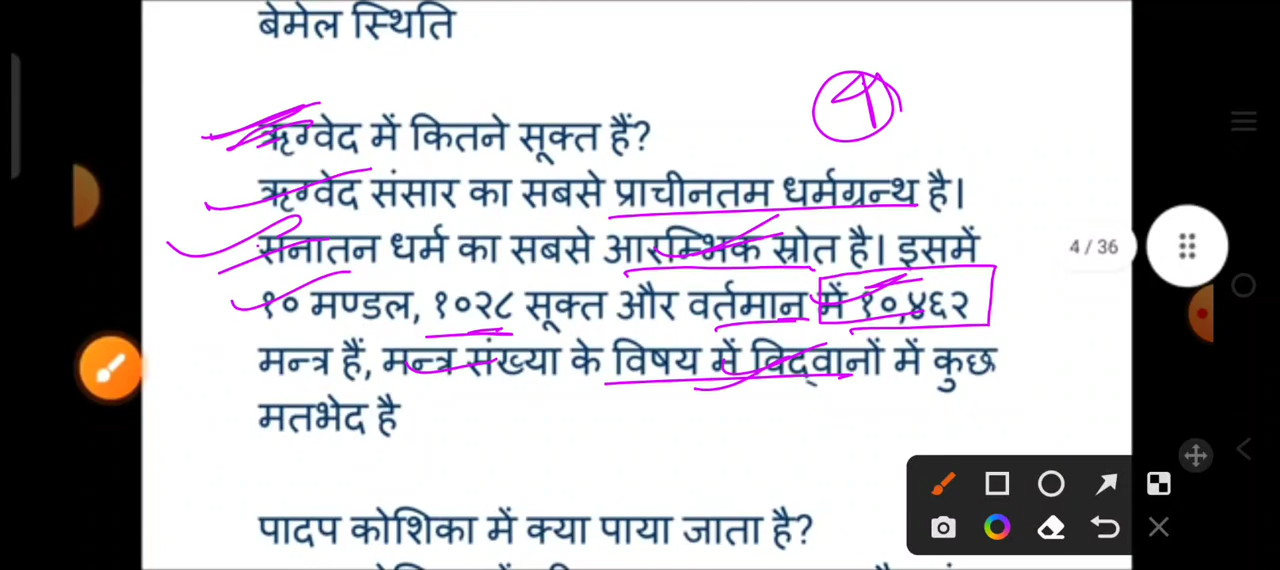 बेमेल स्थिति
ऋग्वेद में कितने सूक्त हैं?
ऋग्वेद संसार का सबसे प्राचीनतम धर्मग्रन्थ है।
सनातन धर्म का सबसे आरम्भिक स्रोत है। इसमें
१० मण्डल, १०२८ सूक्त और वर्तमान में १०,४६२
मन्त्र हैं, मन्त्र संख्या के विषय में विद्वानों में कुछ
मतभेद है
4 / 36
पादप कोशिका में क्या पाया जाता है?